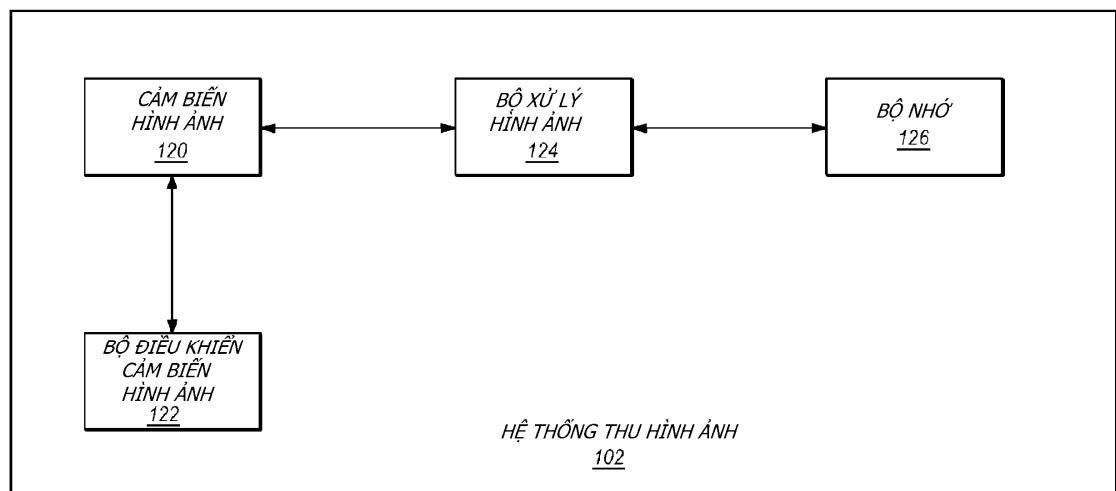 CẢM BIẾN
HÌNH ẢNH
120
BỘ XỬ LÝ
HÌNH ẢNH
124
BỘ NHỚ
126
BỘ ĐIỀU KHIỂN
CẢM BIẾN
HÌNH ẢNH
122
HỆ THỐNG THU HÌNH ẢNH
102